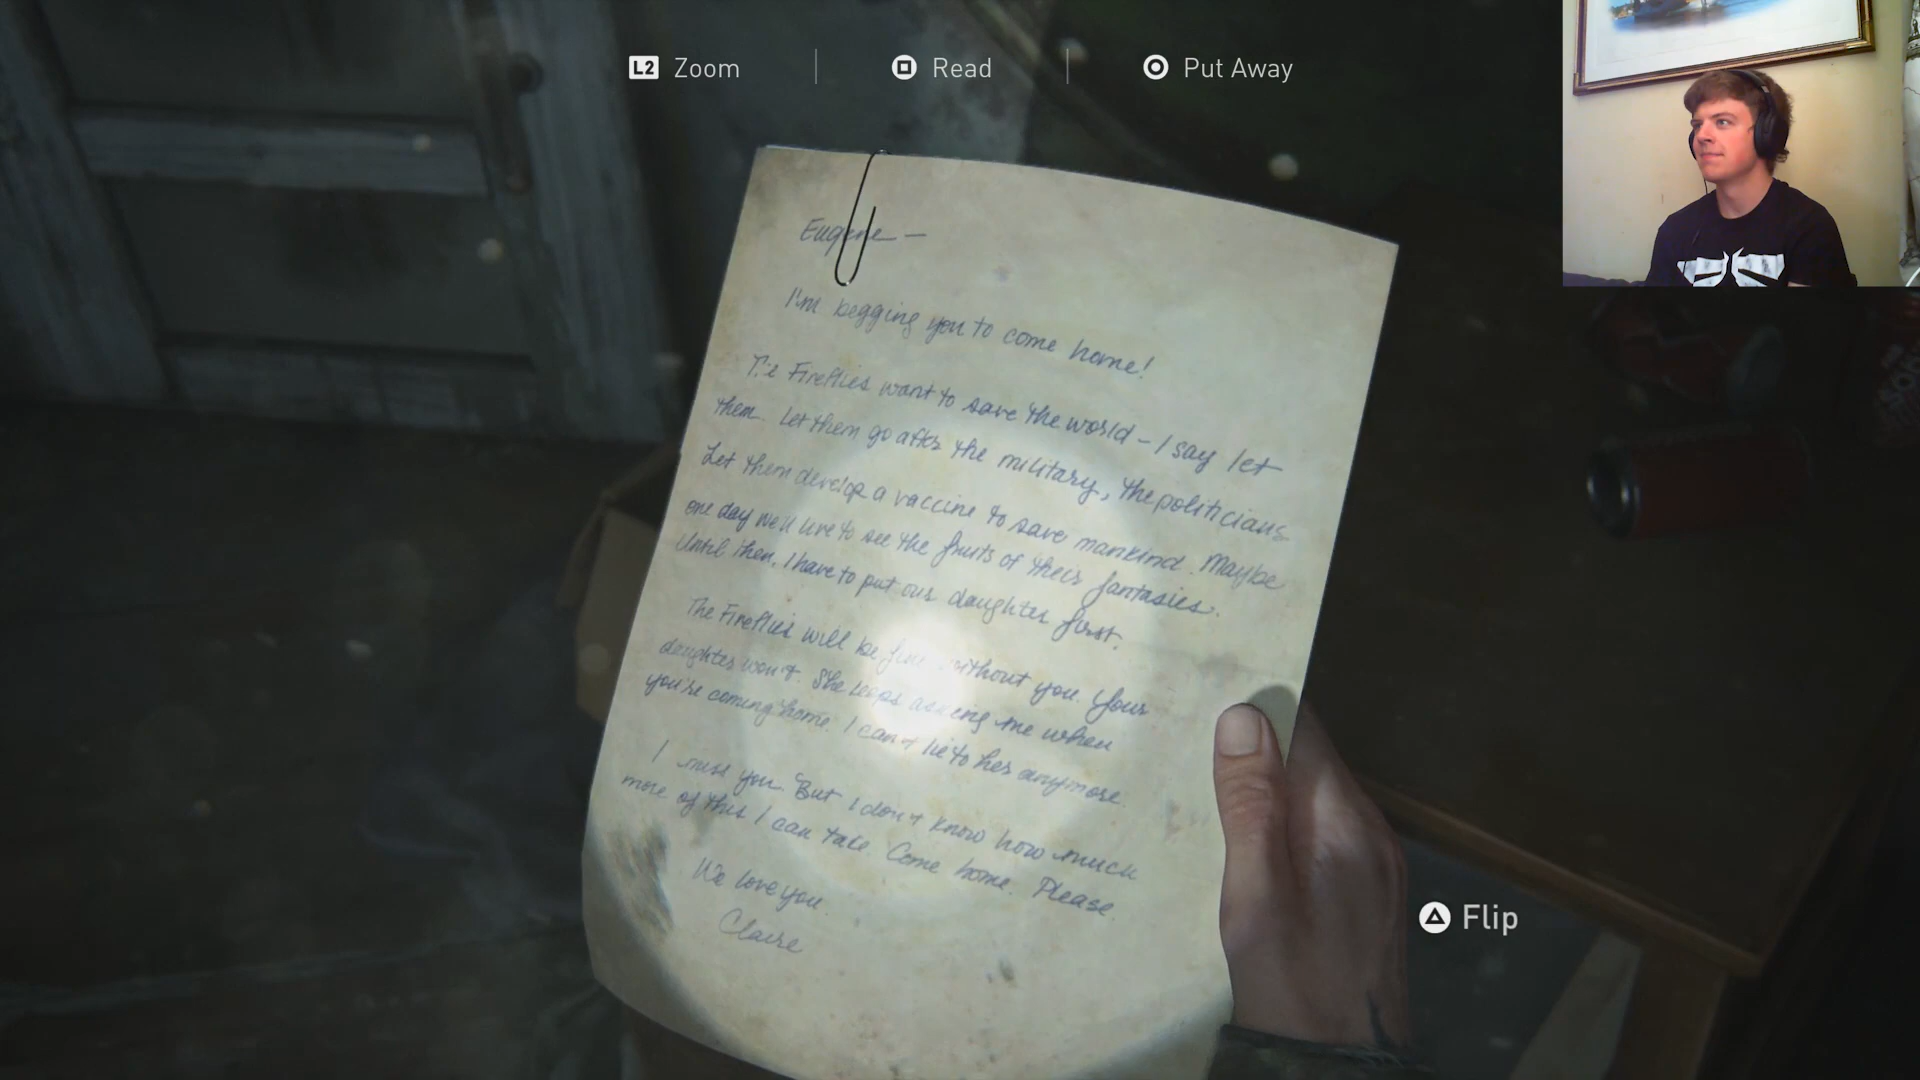 L2 Zoom
Read
Put Away
Eugene —
I'm begging you to come home!
The Fireflies want to save the world – I say let
them. Let them go after the military, the politicians
Let them develop a vaccine to save mankind. Maybe
one day we'll live to see the fruits of their fantasies.
Until then, I have to put our daughter first.
The Fireflies will be fine without you. Your
daughter won't. She keeps asking me when
you're coming home. I can't lie to her anymore.
I miss you. But I don't know how much
more of this I can take. Come home. Please.
We love you.
Claire
Flip